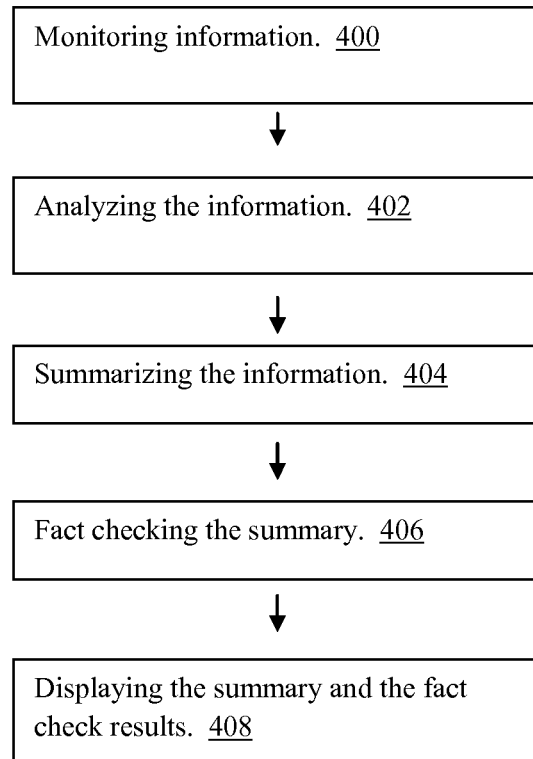 Monitoring information. 400
Analyzing the information. 402
Summarizing the information. 404
Fact checking the summary. 406
Displaying the summary and the fact
check results. 408